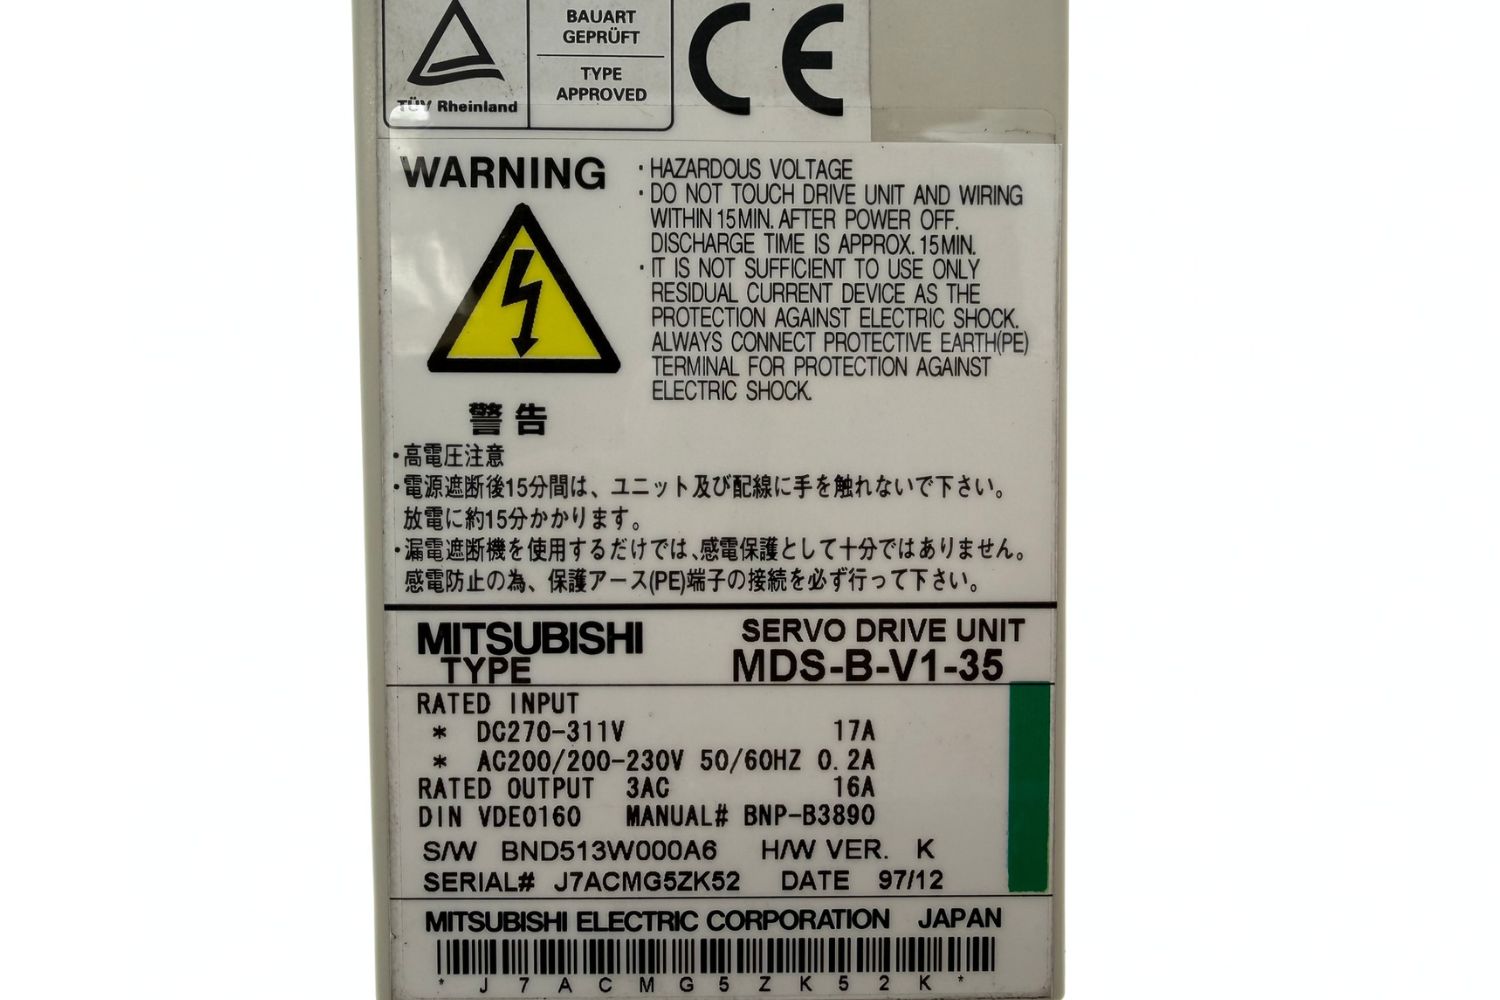 BAUART
GEPRÜFT
TYPE
APPROVED
TÜV Rheinland
CE
WARNING
· HAZARDOUS VOLTAGE
· DO NOT TOUCH DRIVE UNIT AND WIRING
WITHIN 15MIN. AFTER POWER OFF.
DISCHARGE TIME IS APPROX. 15MIN.
· IT IS NOT SUFFICIENT TO USE ONLY
RESIDUAL CURRENT DEVICE AS THE
PROTECTION AGAINST ELECTRIC SHOCK.
ALWAYS CONNECT PROTECTIVE EARTH(PE)
TERMINAL FOR PROTECTION AGAINST
ELECTRIC SHOCK.
警告
・高電圧注意
・電源遮断後15分間は、ユニット及び配線に手を触れないで下さい。
放電に約15分かかります。
・漏電遮断機を使用するだけでは、感電保護として十分ではありません。
感電防止の為、保護アース(PE)端子の接続を必ず行って下さい。
MITSUBISHI SERVO DRIVE UNIT
TYPE MDS-B-V1-35
RATED INPUT
* DC270-311V 17A
* AC200/200-230V 50/60HZ 0.2A
RATED OUTPUT 3AC 16A
DIN VDE0160 MANUAL# BNP-B3890
S/W BND513W000A6 H/W VER. K
SERIAL# J7ACMG5ZK52 DATE 97/12
MITSUBISHI ELECTRIC CORPORATION JAPAN
* J 7 A C M G 5 Z K 5 2 K *